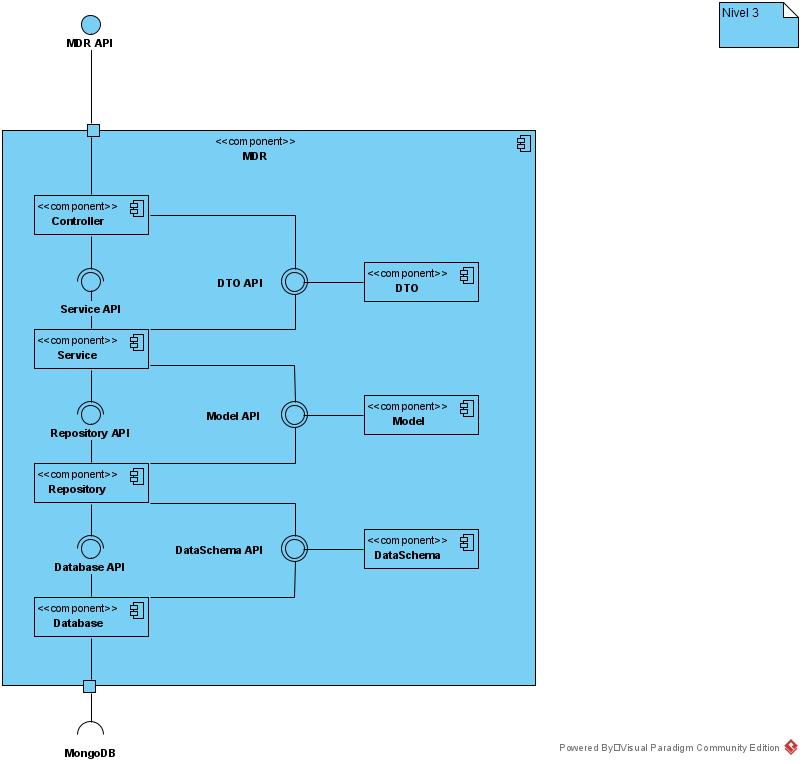 Nivel 3
MDR API
<<component>>
MDR
<<component>>
Controller
Service API
DTO API
<<component>>
DTO
<<component>>
Service
Repository API
Model API
<<component>>
Model
<<component>>
Repository
Database API
DataSchema API
<<component>>
DataSchema
<<component>>
Database
MongoDB
Powered By□Visual Paradigm Community Edition